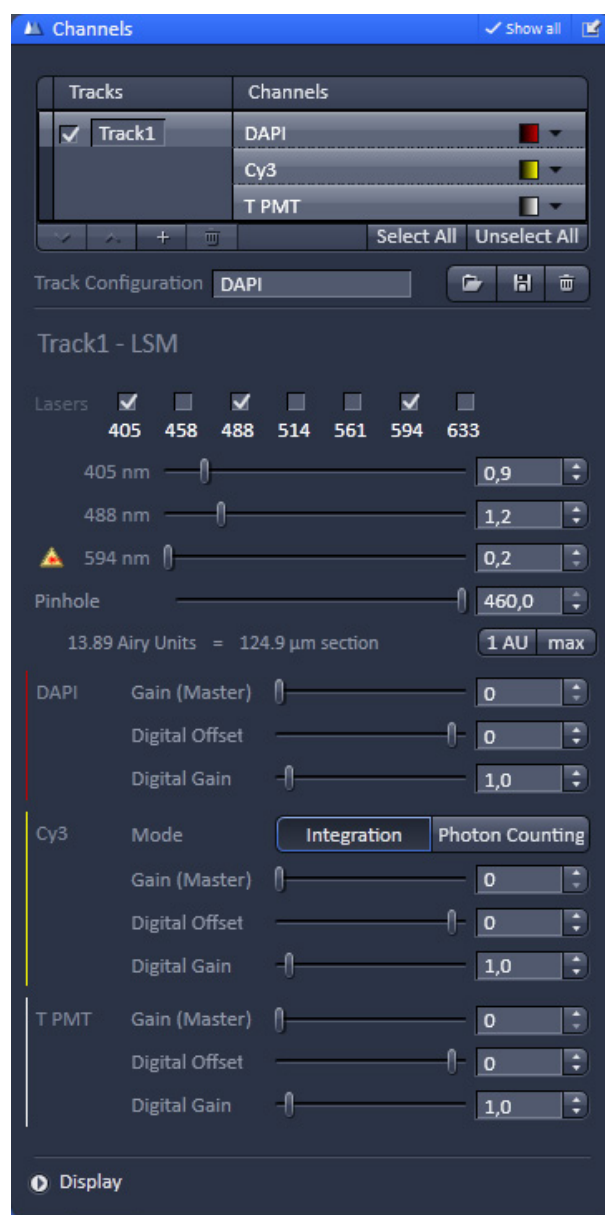 Channels Show all
Tracks Channels
Track1 DAPI
Cy3
T PMT
Select All Unselect All
Track Configuration DAPI
Track1 - LSM
Lasers
405 458 488 514 561 594 633
405 nm 0,9
488 nm 1,2
594 nm 0,2
Pinhole 460,0
13.89 Airy Units = 124.9 µm section 1 AU max
DAPI Gain (Master) 0
Digital Offset 0
Digital Gain 1,0
Cy3 Mode Integration Photon Counting
Gain (Master) 0
Digital Offset 0
Digital Gain 1,0
T PMT Gain (Master) 0
Digital Offset 0
Digital Gain 1,0
Display